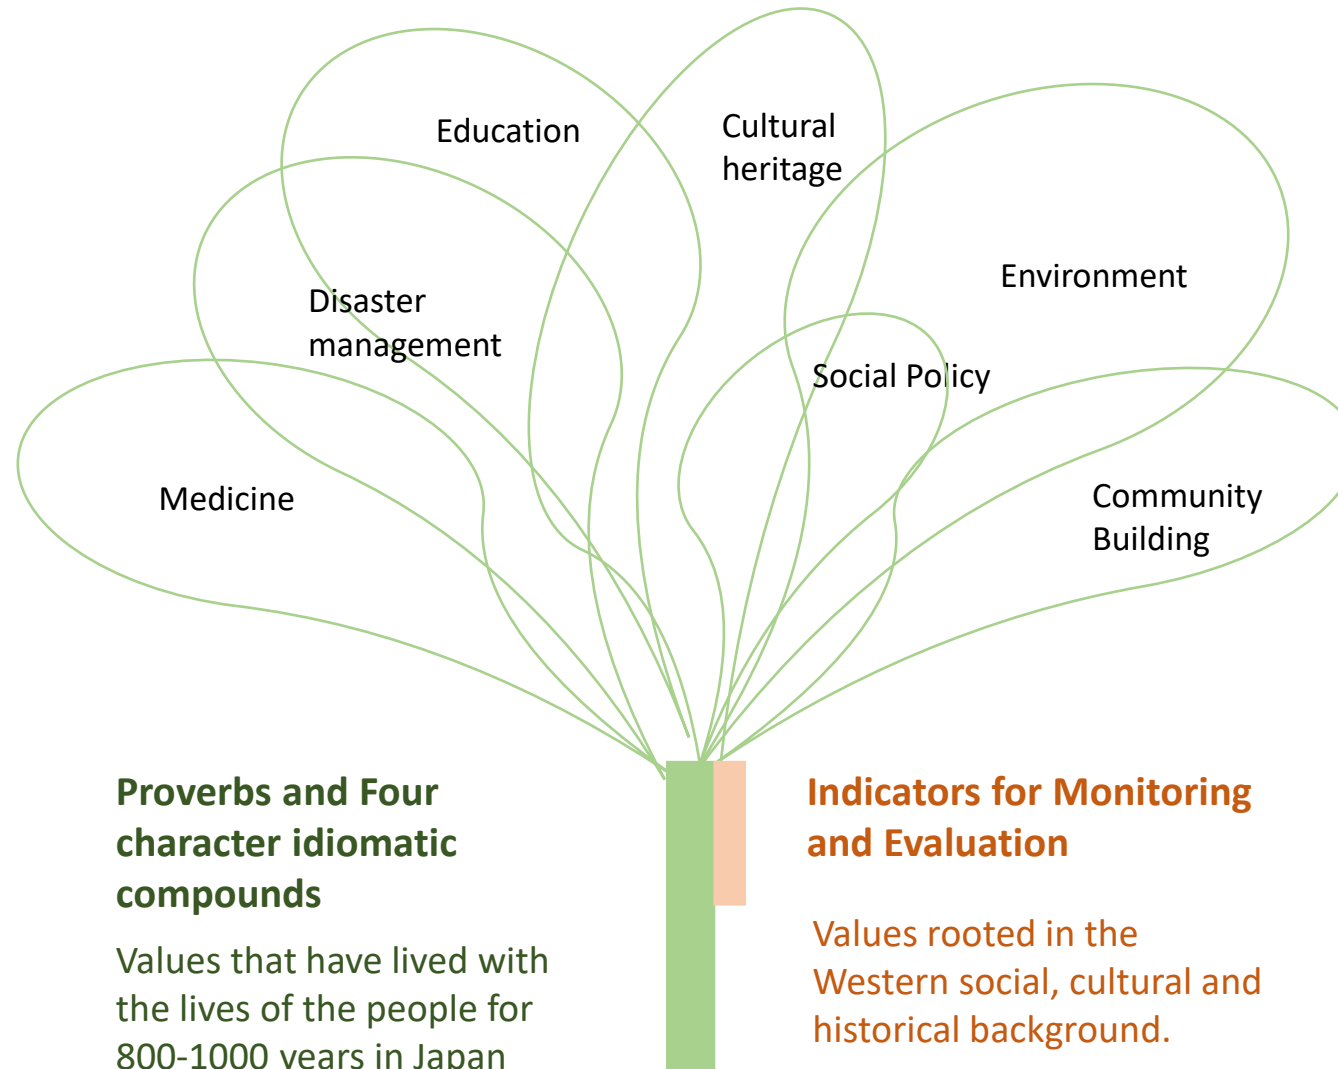 Education
Cultural
heritage
Environment
Disaster
management
Social Policy
Medicine
Community
Building
Proverbs and Four
character idiomatic
compounds
Values that have lived with
the lives of the people for
800-1000 years in Japan
Indicators for Monitoring
and Evaluation
Values rooted in the
Western social, cultural and
historical background.